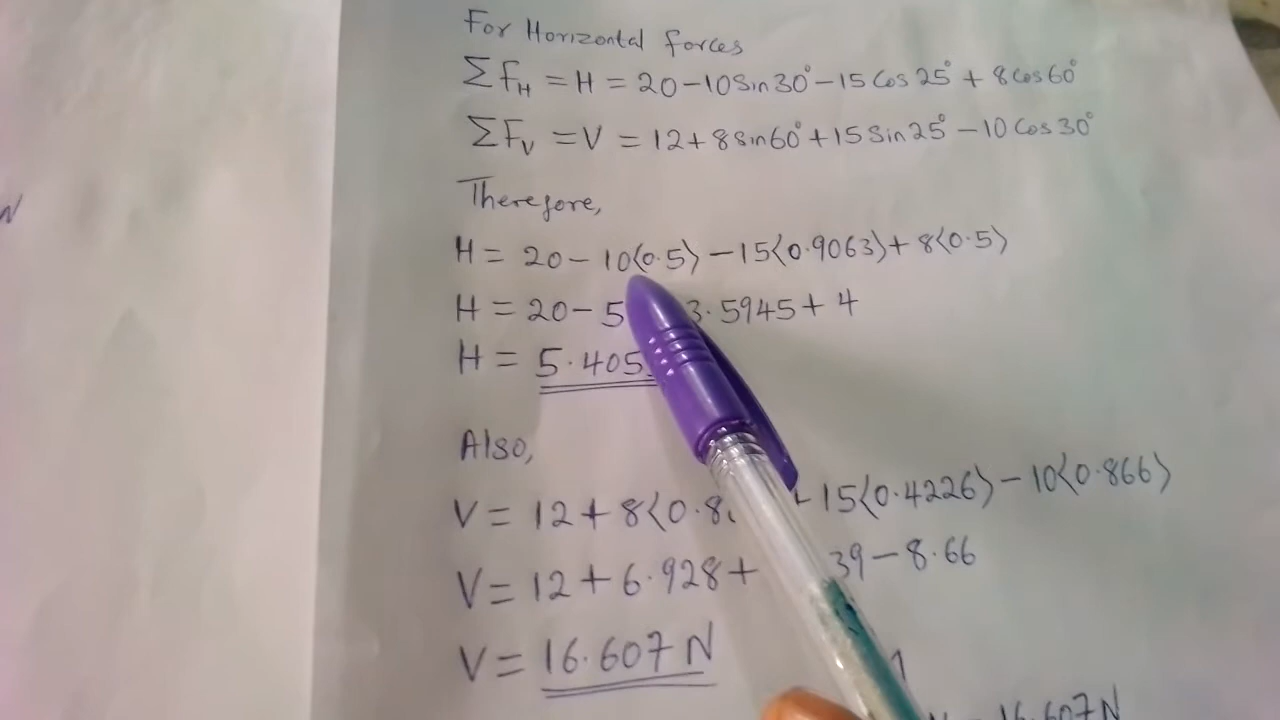 For Horizontal forces
ΣF_H = H = 20 - 10 Sin 30° - 15 Cos 25° + 8 Cos 60°
ΣF_V = V = 12 + 8 Sin 60° + 15 Sin 25° - 10 Cos 30°
Therefore,
H = 20 - 10(0.5) - 15(0.9063) + 8(0.5)
H = 20 - 5 3.5945 + 4
H = 5.405
Also,
V = 12 + 8(0.8 + 15(0.4226) - 10(0.866)
V = 12 + 6.928 + 39 - 8.66
V = 16.607 N
16.607 N
N